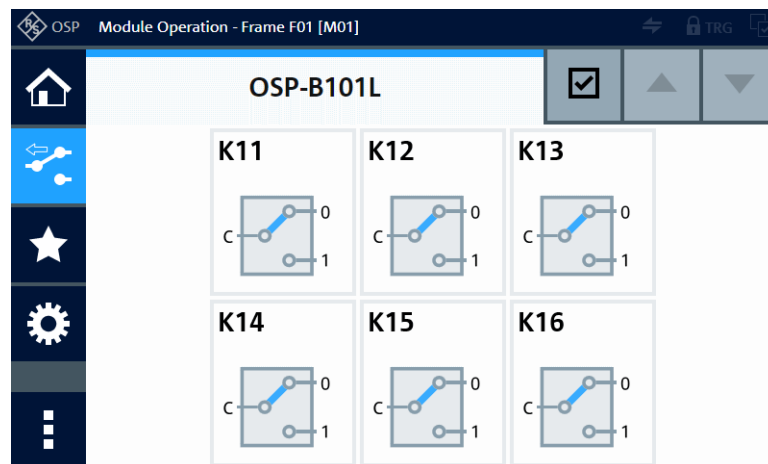 R&S OSP Module Operation - Frame F01 [M01] TRG
OSP-B101L
K11 K12 K13
0 0 0
C C C
1 1 1
K14 K15 K16
0 0 0
C C C
1 1 1